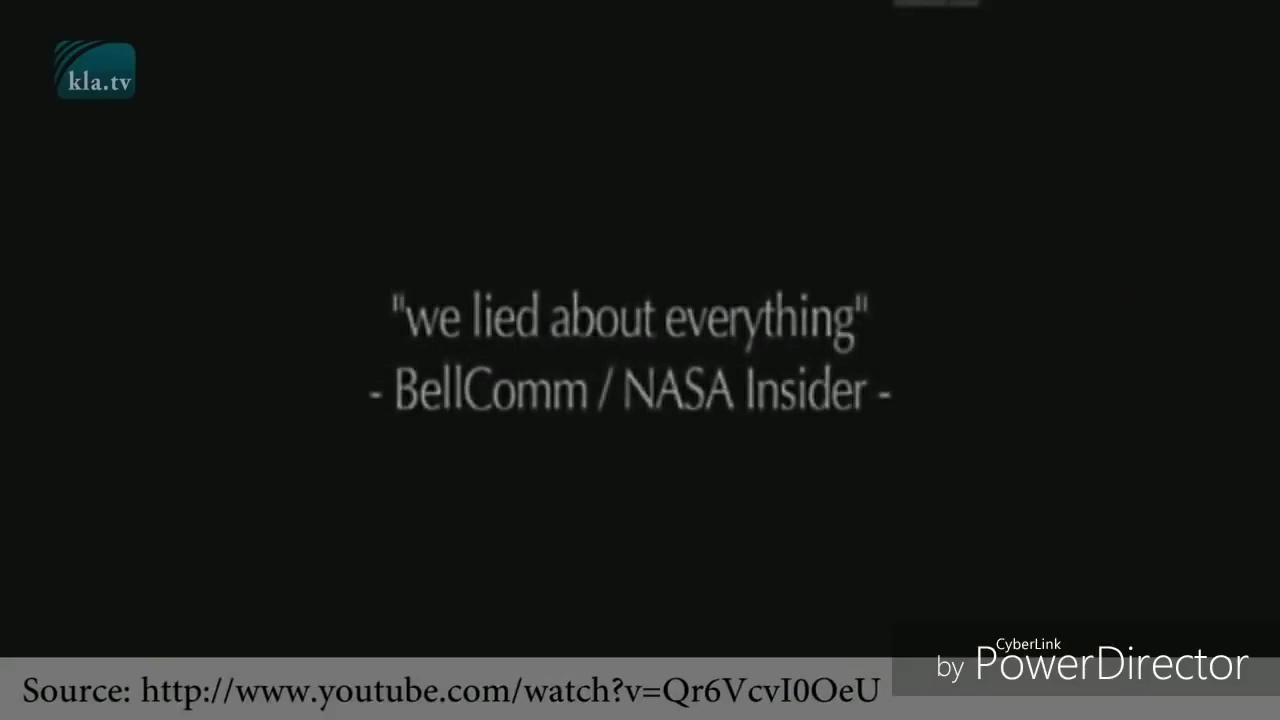 kla.tv
"we lied about everything"
- BellComm / NASA Insider -
CyberLink
by PowerDirector
Source: http://www.youtube.com/watch?v=Qr6VcvI0OeU